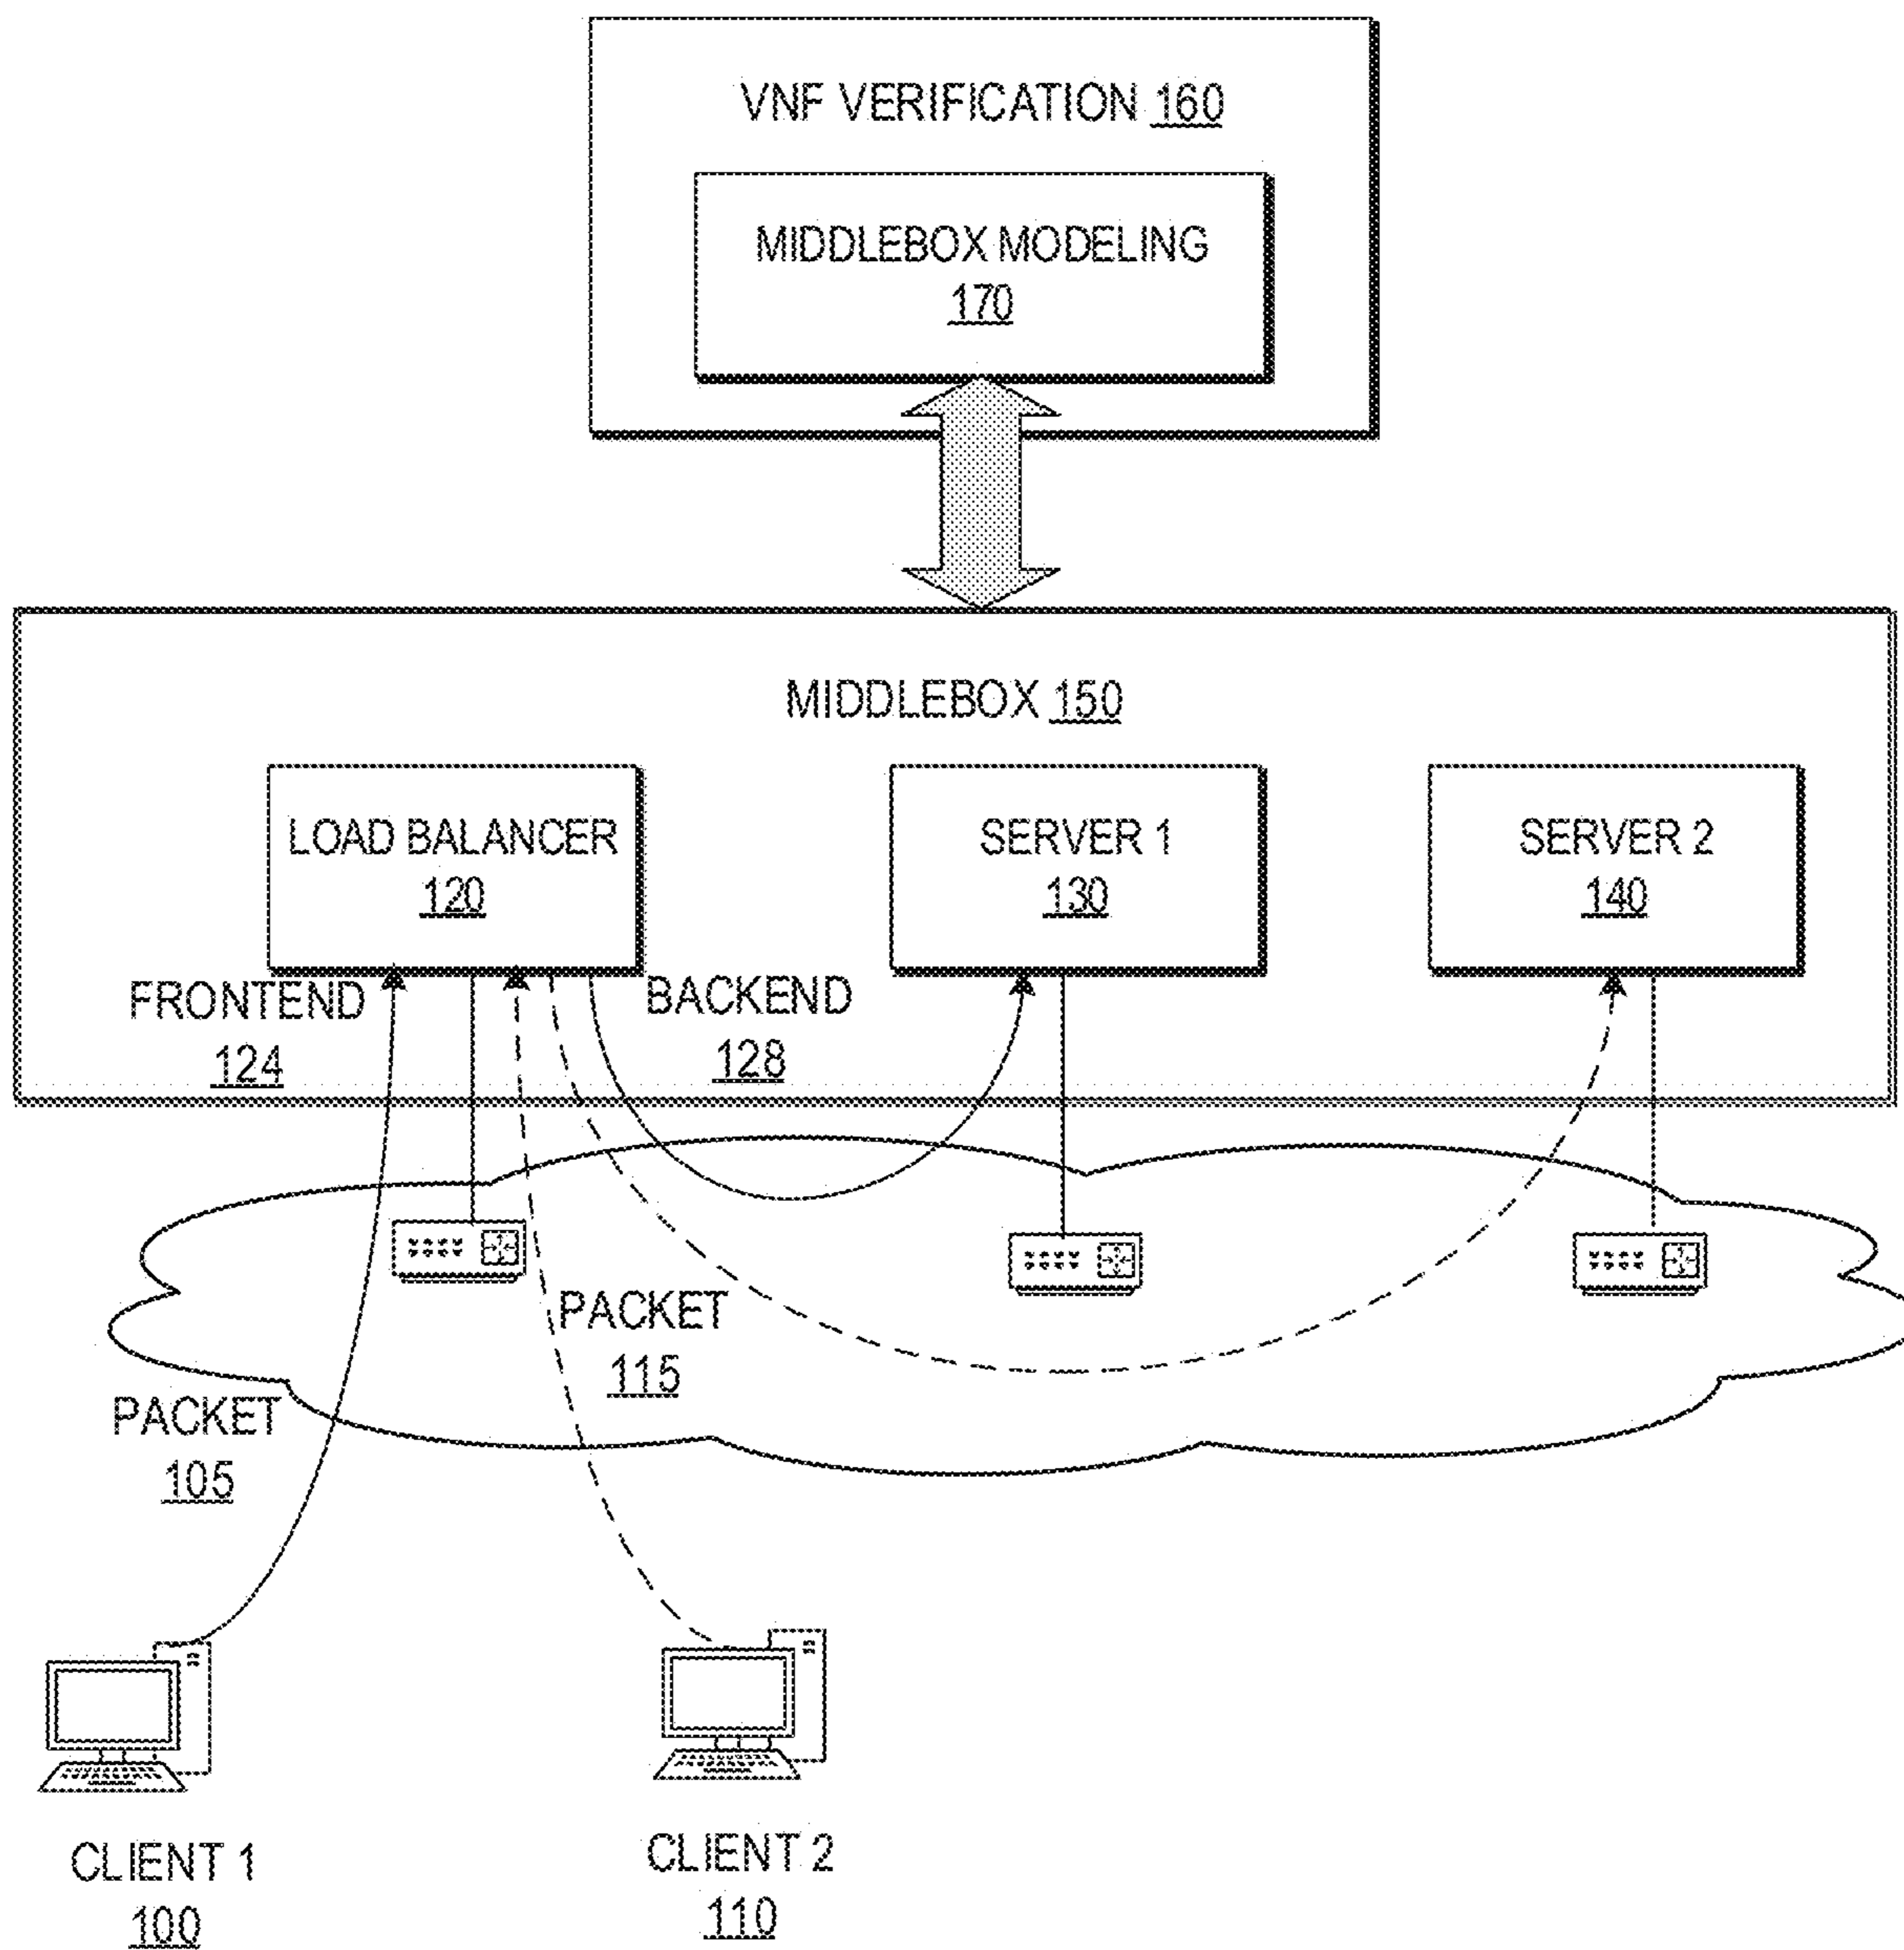 VNF VERIFICATION 160
MIDDLEBOX MODELING
170
MIDDLEBOX 150
LOAD BALANCER
120
SERVER 1
130
SERVER 2
140
FRONTEND
124
BACKEND
128
PACKET
115
PACKET
105
CLIENT 1
100
CLIENT 2
110